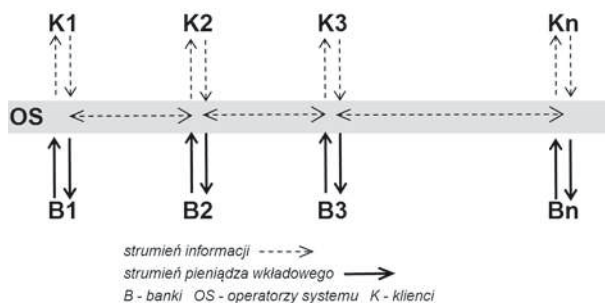 K1 K2 K3 Kn
OS
B1 B2 B3 Bn
strumień informacji
strumień pieniądza wkładowego
B - banki OS - operatorzy systemu K - klienci